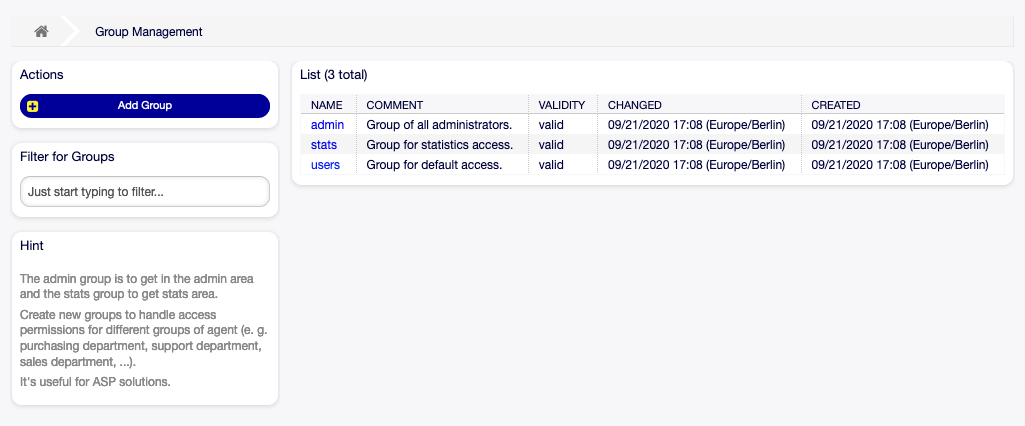 Group Management
Actions
Add Group
Filter for Groups
Just start typing to filter...
Hint
The admin group is to get in the admin area
and the stats group to get stats area.
Create new groups to handle access
permissions for different groups of agent (e. g.
purchasing department, support department,
sales department, ...).
It's useful for ASP solutions.
List (3 total)
NAME COMMENT VALIDITY CHANGED CREATED
admin Group of all administrators. valid 09/21/2020 17:08 (Europe/Berlin) 09/21/2020 17:08 (Europe/Berlin)
stats Group for statistics access. valid 09/21/2020 17:08 (Europe/Berlin) 09/21/2020 17:08 (Europe/Berlin)
users Group for default access. valid 09/21/2020 17:08 (Europe/Berlin) 09/21/2020 17:08 (Europe/Berlin)